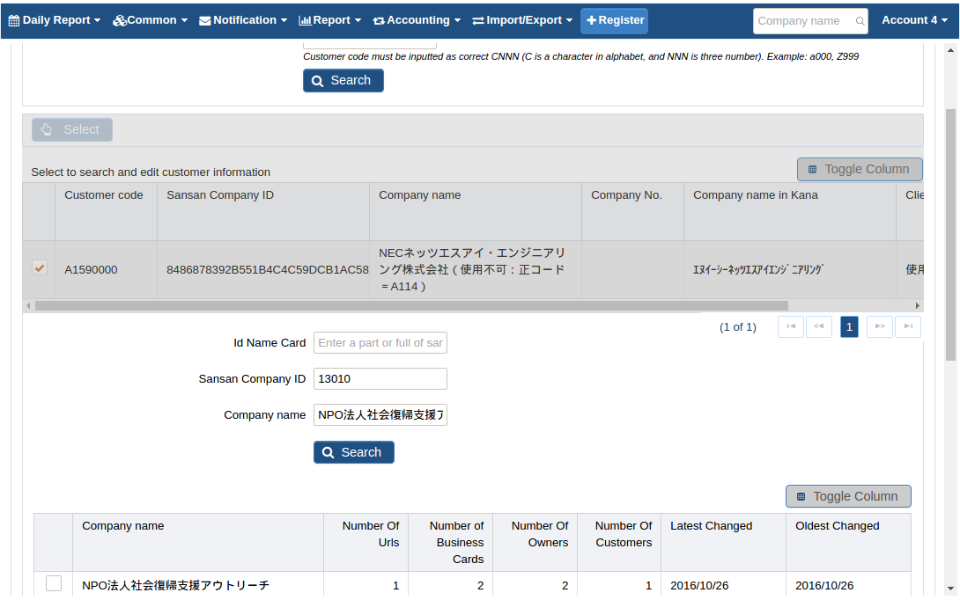 Daily Report Common Notification Report Accounting Import/Export Register Company name Account 4
Customer code must be inputted as correct CNNN (C is a character in alphabet, and NNN is three number). Example: a000, Z999
Search
Select
Select to search and edit customer information
Toggle Column
Customer code Sansan Company ID Company name Company No. Company name in Kana Clie
A1590000 8486878392B551B4C4C59DCB1AC58 NECネッツエスアイ・エンジニアリ
ング株式会社(使用不可:正コード
=A114)
ｴﾇｲｰｼｰﾈｯﾂｴｽｱｲｴﾝｼﾞﾆｱﾘﾝｸﾞ 使用
(1 of 1) 1
Id Name Card Enter a part or full of sar
Sansan Company ID 13010
Company name NPO法人社会復帰支援ア
Search
Toggle Column
Company name Number Of Urls Number of Business Cards Number Of Owners Number Of Customers Latest Changed Oldest Changed
NPO法人社会復帰支援アウトリーチ 1 2 2 1 2016/10/26 2016/10/26